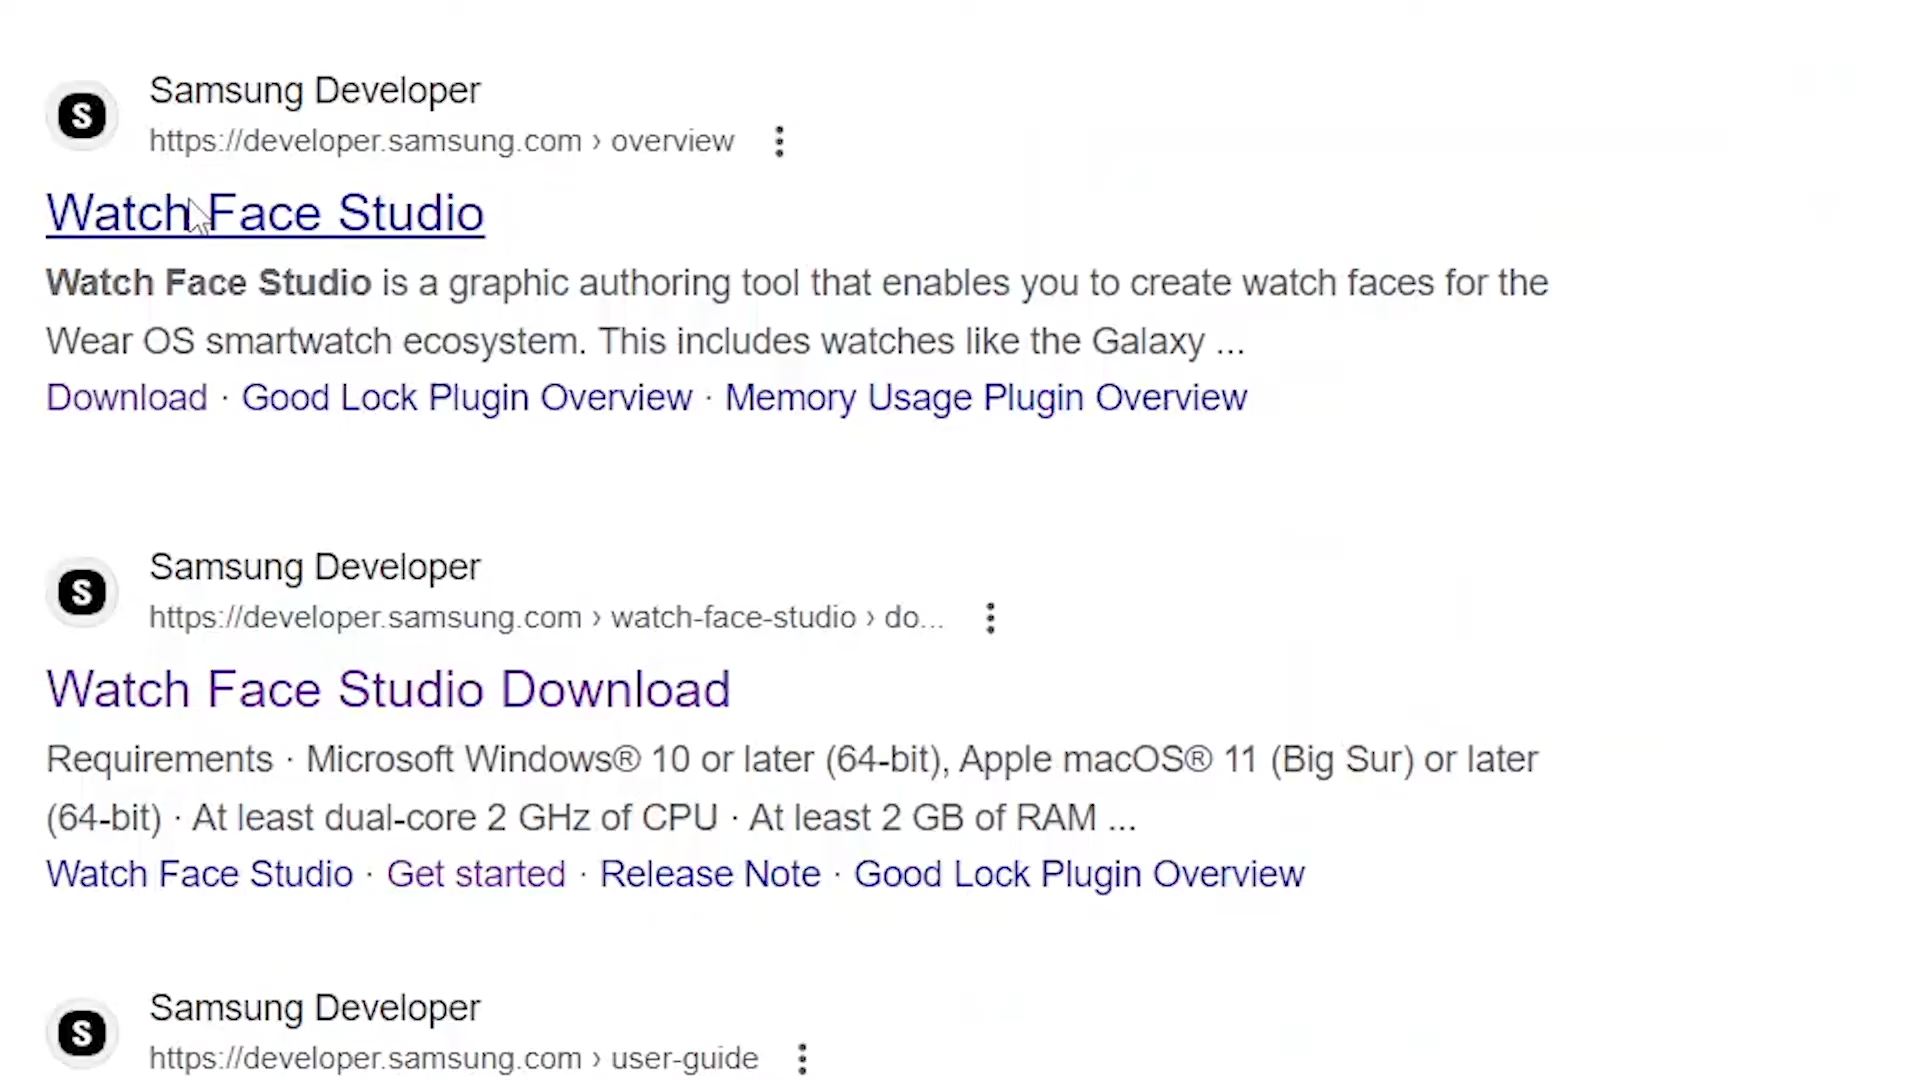 Samsung Developer
https://developer.samsung.com › overview
Watch Face Studio
Watch Face Studio is a graphic authoring tool that enables you to create watch faces for the
Wear OS smartwatch ecosystem. This includes watches like the Galaxy ...
Download · Good Lock Plugin Overview · Memory Usage Plugin Overview
Samsung Developer
https://developer.samsung.com › watch-face-studio › do...
Watch Face Studio Download
Requirements · Microsoft Windows® 10 or later (64-bit), Apple macOS® 11 (Big Sur) or later
(64-bit) · At least dual-core 2 GHz of CPU · At least 2 GB of RAM ...
Watch Face Studio · Get started · Release Note · Good Lock Plugin Overview
Samsung Developer
https://developer.samsung.com › user-guide